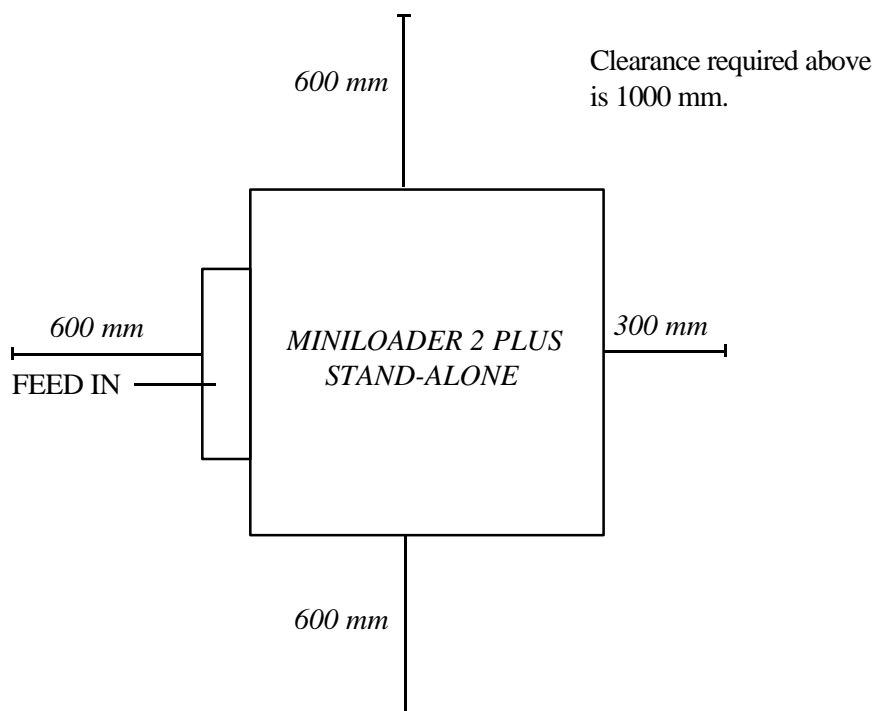 600 mm
Clearance required above
is 1000 mm.
600 mm
FEED IN
MINILOADER 2 PLUS
STAND-ALONE
300 mm
600 mm